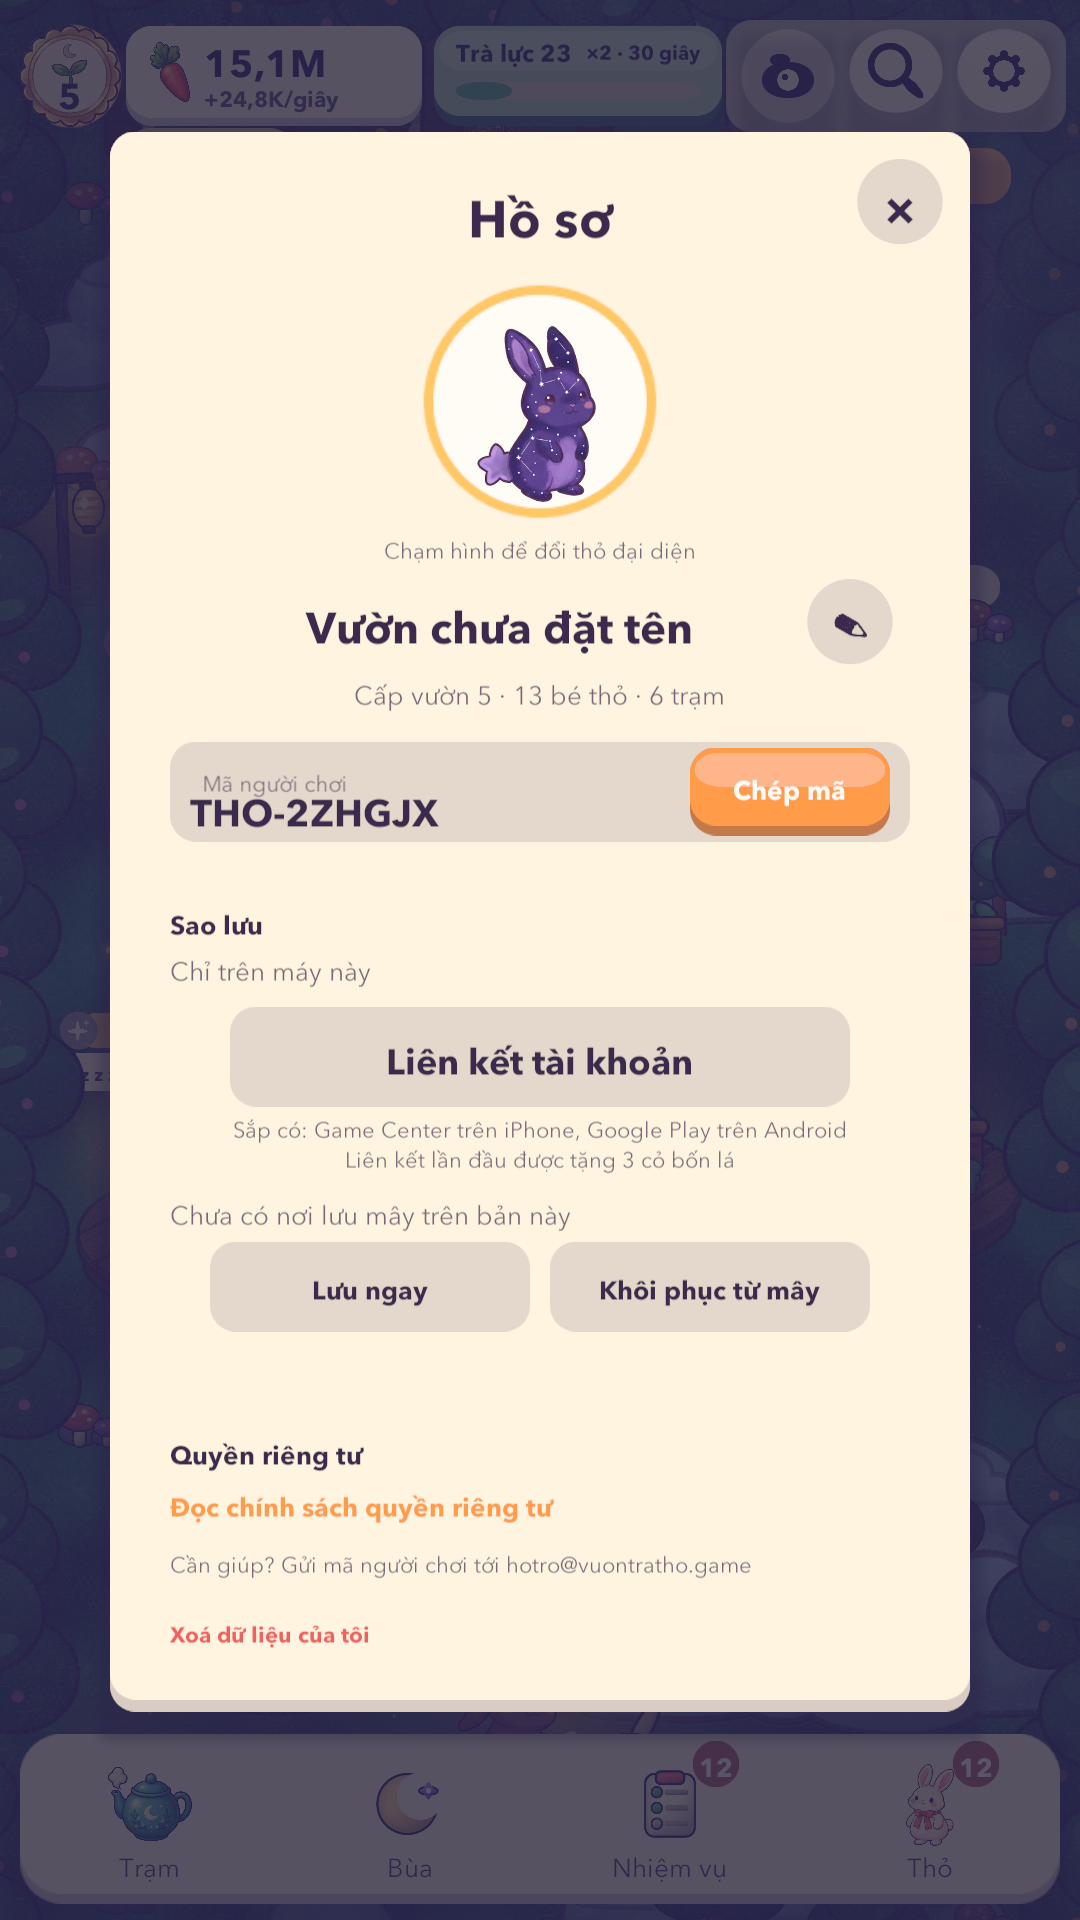 5
15,1M
+24,8K/giây
Trà lực 23 ×2 · 30 giây
Hồ sơ
×
Chạm hình để đổi thỏ đại diện
Vườn chưa đặt tên
Cấp vườn 5 · 13 bé thỏ · 6 trạm
Mã người chơi
THO-2ZHGJX
Chép mã
Sao lưu
Chỉ trên máy này
z z
Liên kết tài khoản
Sắp có: Game Center trên iPhone, Google Play trên Android
Liên kết lần đầu được tặng 3 cỏ bốn lá
Chưa có nơi lưu mây trên bản này
Lưu ngay
Khôi phục từ mây
Quyền riêng tư
Đọc chính sách quyền riêng tư
Cần giúp? Gửi mã người chơi tới hotro@vuontratho.game
Xoá dữ liệu của tôi
12
12
Trạm
Bùa
Nhiệm vụ
Thỏ